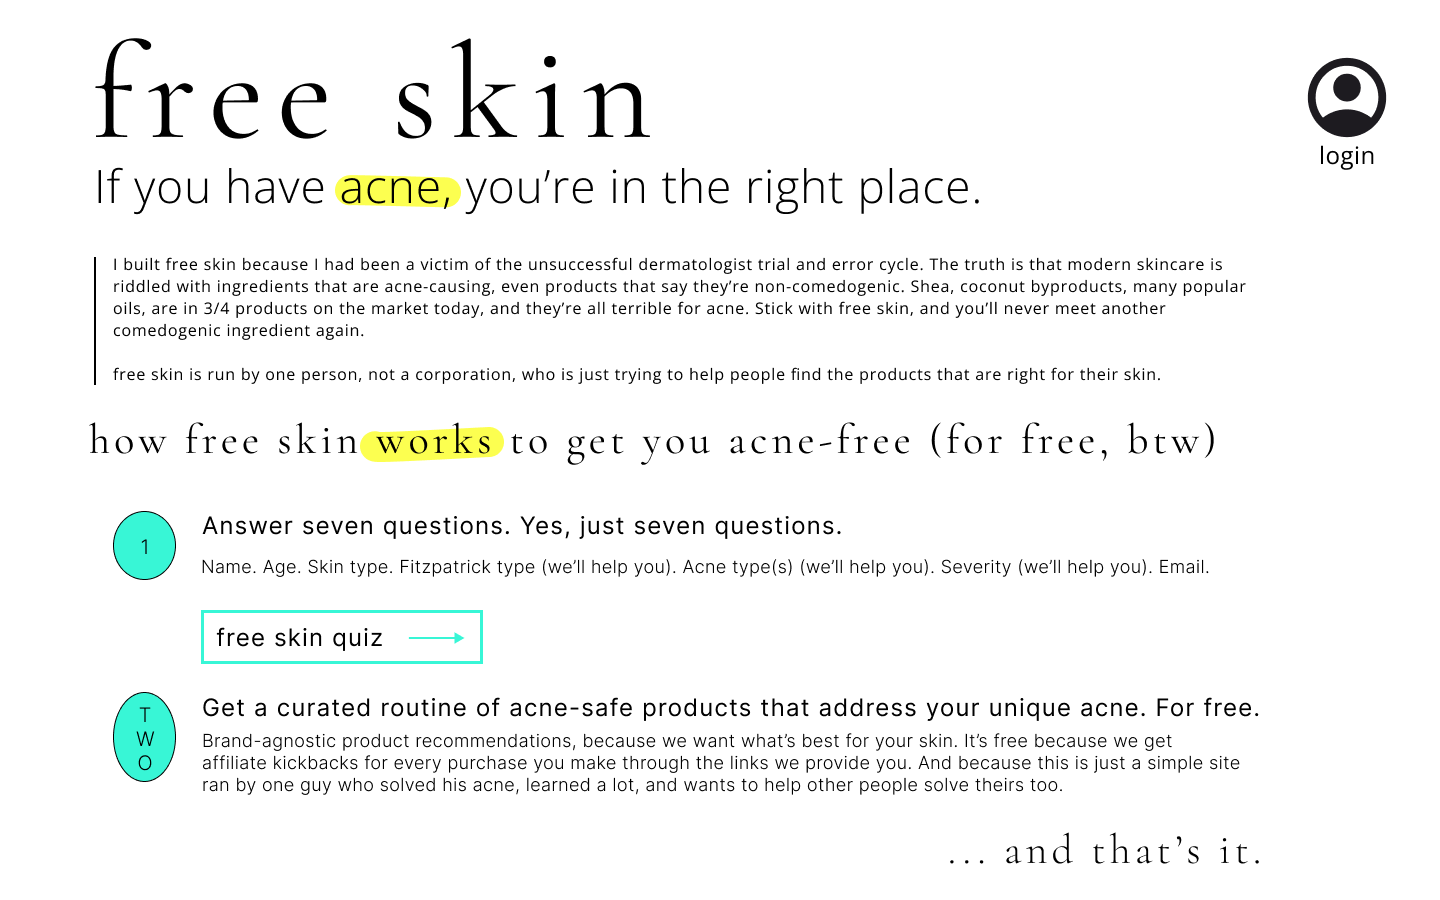 free skin
login
If you have acne, you’re in the right place.
I built free skin because I had been a victim of the unsuccessful dermatologist trial and error cycle. The truth is that modern skincare is
riddled with ingredients that are acne-causing, even products that say they’re non-comedogenic. Shea, coconut byproducts, many popular
oils, are in 3/4 products on the market today, and they’re all terrible for acne. Stick with free skin, and you’ll never meet another
comedogenic ingredient again.
free skin is run by one person, not a corporation, who is just trying to help people find the products that are right for their skin.
how free skin works to get you acne-free (for free, btw)
1
Answer seven questions. Yes, just seven questions.
Name. Age. Skin type. Fitzpatrick type (we’ll help you). Acne type(s) (we’ll help you). Severity (we’ll help you). Email.
free skin quiz
T
W
O
Get a curated routine of acne-safe products that address your unique acne. For free.
Brand-agnostic product recommendations, because we want what’s best for your skin. It’s free because we get
affiliate kickbacks for every purchase you make through the links we provide you. And because this is just a simple site
ran by one guy who solved his acne, learned a lot, and wants to help other people solve theirs too.
... and that’s it.